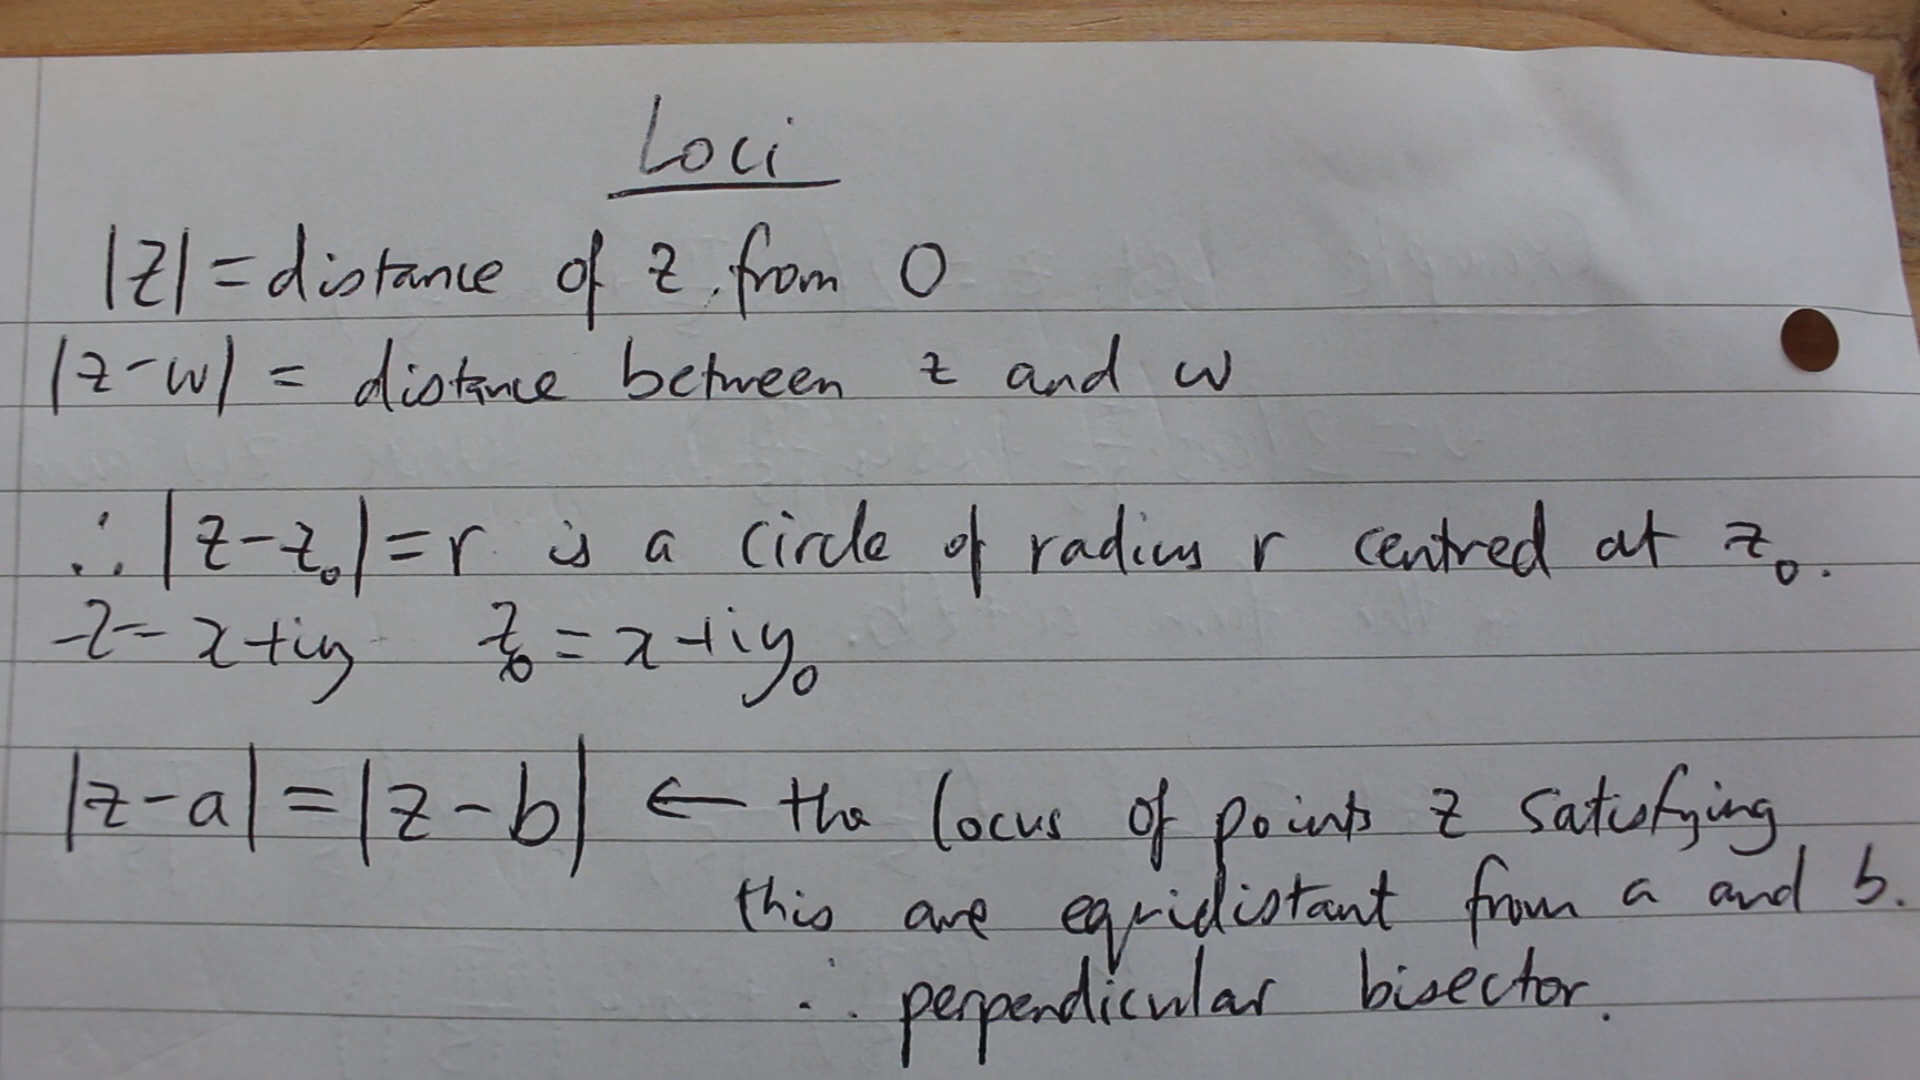 Loci
|z| = distance of z from 0
|z-w| = distance between z and w
∴ |z-z₀| = r is a circle of radius r centred at z₀.
z = x+iy z₀ = x+iy₀
|z-a| = |z-b| ← the locus of points z satisfying
this are equidistant from a and b.
∴ perpendicular bisector.